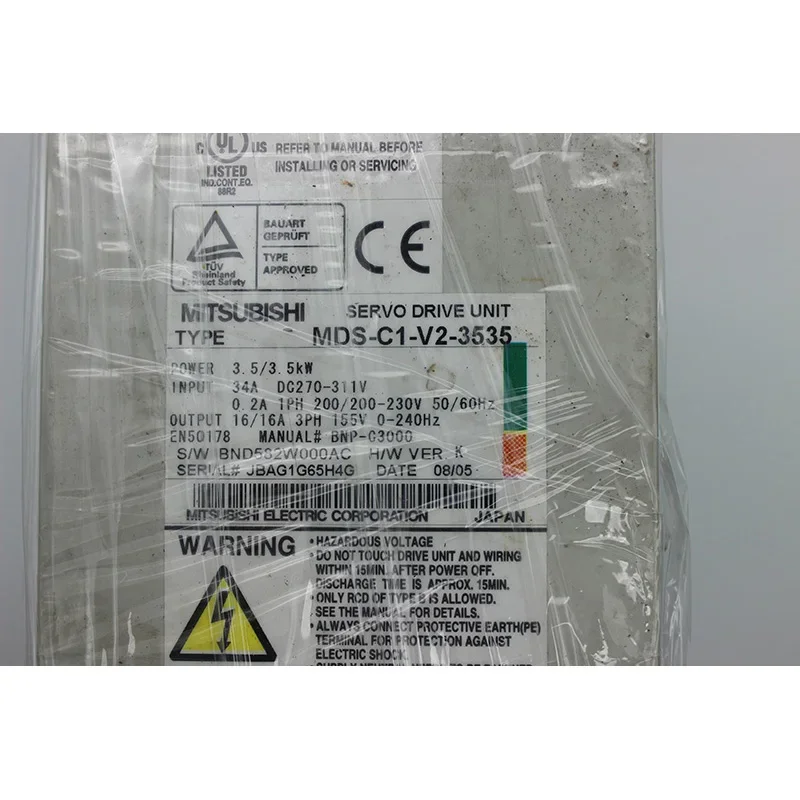 C UL US REFER TO MANUAL BEFORE
LISTED INSTALLING OR SERVICING
IND.CONT.EQ.
88R2
TÜV
Rheinland
Product Safety
BAUART
GEPRÜFT
TYPE
APPROVED
CE
MITSUBISHI SERVO DRIVE UNIT
TYPE MDS-C1-V2-3535
POWER 3.5/3.5kW
INPUT 34A DC270-311V
0.2A 1PH 200/200-230V 50/60Hz
OUTPUT 16/16A 3PH 155V 0-240Hz
EN50178 MANUAL# BNP-C3000
S/W BND582W000AC H/W VER K
SERIAL# JBAG1G65H4G DATE 08/05
MITSUBISHI ELECTRIC CORPORATION JAPAN
WARNING
• HAZARDOUS VOLTAGE
• DO NOT TOUCH DRIVE UNIT AND WIRING
WITHIN 15MIN. AFTER POWER OFF.
DISCHARGE TIME IS APPROX. 15MIN.
• ONLY RCD OF TYPE B IS ALLOWED.
SEE THE MANUAL FOR DETAILS.
• ALWAYS CONNECT PROTECTIVE EARTH(PE)
TERMINAL FOR PROTECTION AGAINST
ELECTRIC SHOCK.